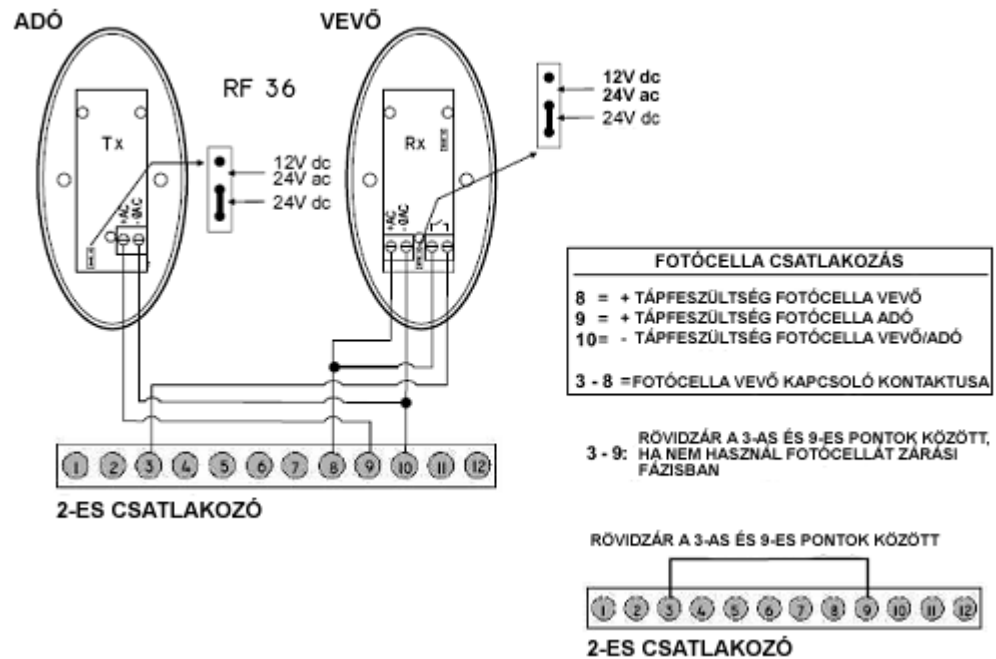 ADÓ
VEVŐ
RF 36
12V dc
24V ac
24V dc
Tx
12V dc
24V ac
24V dc
Rx
+AC
- 0AC
+AC
- 0AC
FOTÓCELLA CSATLAKOZÁS
8 = + TÁPFESZÜLTSÉG FOTÓCELLA VEVŐ
9 = + TÁPFESZÜLTSÉG FOTÓCELLA ADÓ
10= - TÁPFESZÜLTSÉG FOTÓCELLA VEVŐ/ADÓ
3 - 8 =FOTÓCELLA VEVŐ KAPCSOLÓ KONTAKTUSA
3 - 9: RÖVIDZÁR A 3-AS ÉS 9-ES PONTOK KÖZÖTT,
HA NEM HASZNÁL FOTÓCELLÁT ZÁRÁSI
FÁZISBAN
1 2 3 4 5 6 7 8 9 10 11 12
2-ES CSATLAKOZÓ
RÖVIDZÁR A 3-AS ÉS 9-ES PONTOK KÖZÖTT
1 2 3 4 5 6 7 8 9 10 11 12
2-ES CSATLAKOZÓ